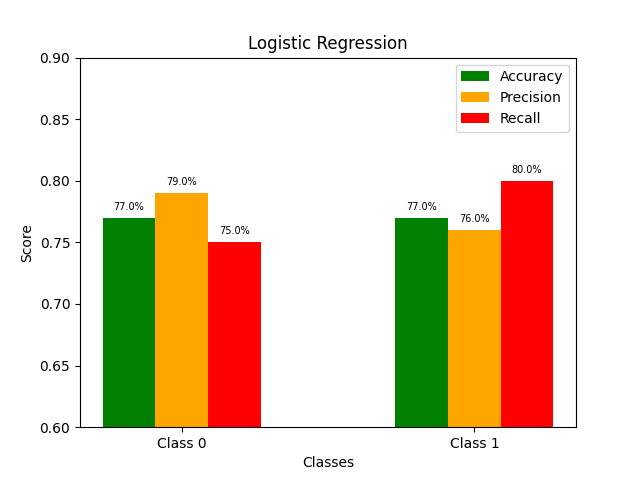 Logistic Regression
Score
0.90
0.85
0.80
0.75
0.70
0.65
0.60
Accuracy
Precision
Recall
77.0%
79.0%
75.0%
77.0%
76.0%
80.0%
Class 0
Class 1
Classes